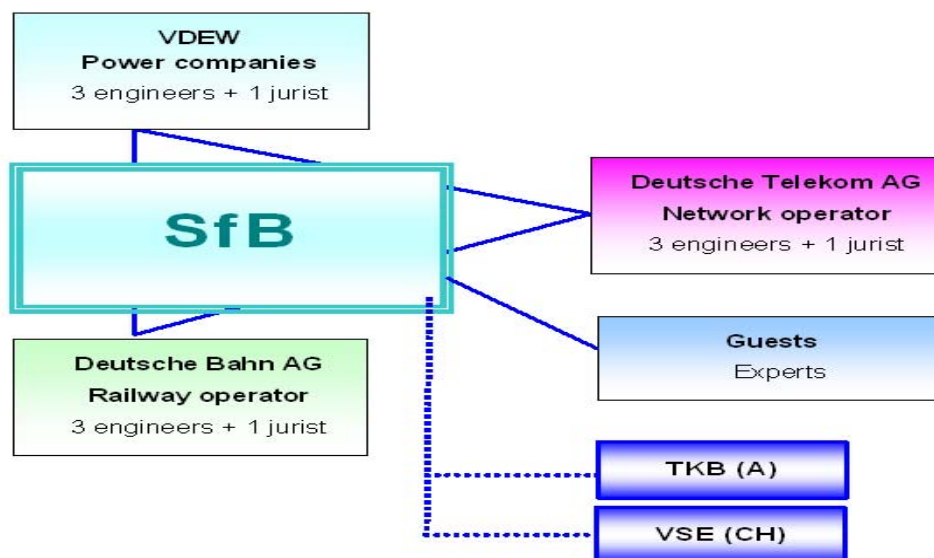 VDEW
Power companies
3 engineers + 1 jurist
SfB
Deutsche Telekom AG
Network operator
3 engineers + 1 jurist
Deutsche Bahn AG
Railway operator
3 engineers + 1 jurist
Guests
Experts
TKB (A)
VSE (CH)